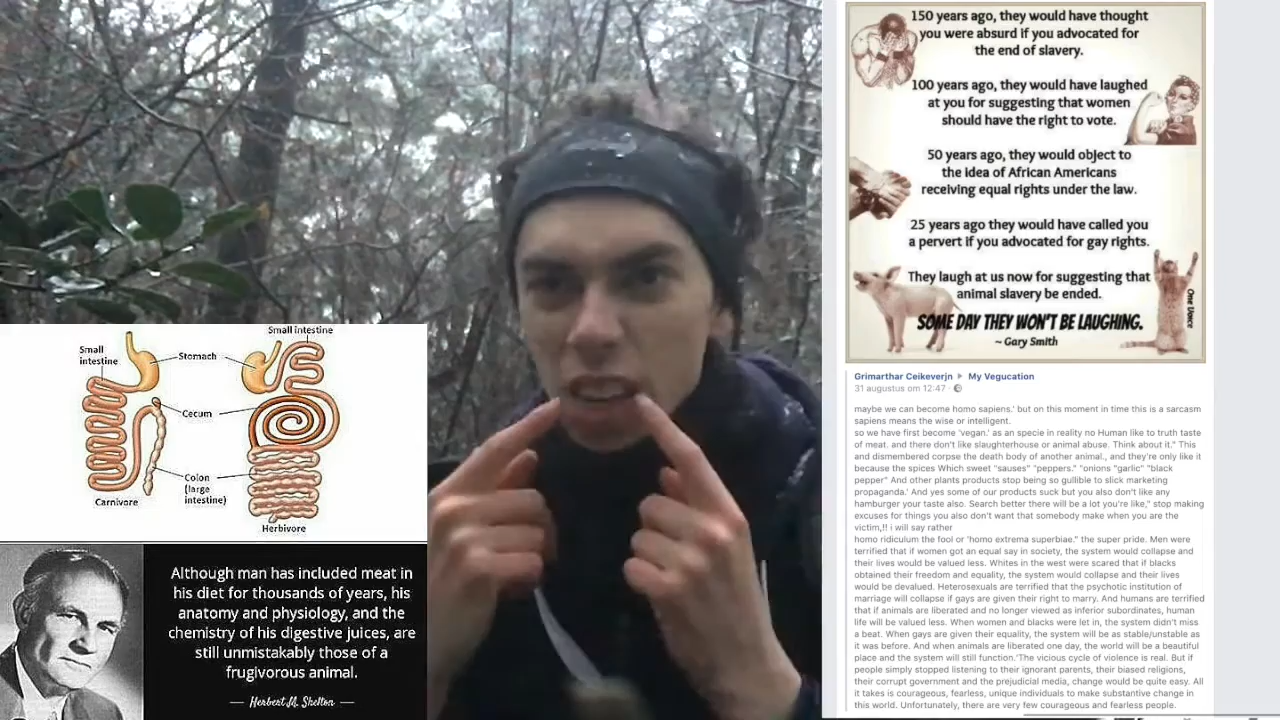 150 years ago, they would have thought
you were absurd if you advocated for
the end of slavery.
100 years ago, they would have laughed
at you for suggesting that women
should have the right to vote.
50 years ago, they would object to
the idea of African Americans
receiving equal rights under the law.
25 years ago they would have called you
a pervert if you advocated for gay rights.
They laugh at us now for suggesting that
animal slavery be ended.
SOME DAY THEY WON'T BE LAUGHING.
~ Gary Smith
One Voice
Small intestine
Small
intestine
Stomach
Cecum
Colon
(large
intestine)
Carnivore
Herbivore
Although man has included meat in
his diet for thousands of years, his
anatomy and physiology, and the
chemistry of his digestive juices, are
still unmistakably those of a
frugivorous animal.
— Herbert M. Shelton —
Grimarthar Ceikeverjn ▸ My Vegucation
31 augustus om 12:47 ·
maybe we can become homo sapiens.' but on this moment in time this is a sarcasm
sapiens means the wise or intelligent.
so we have first become 'vegan.' as an specie in reality no Human like to truth taste
of meat. and there don't like slaughterhouse or animal abuse. Think about it." This
and dismembered corpse the death body of another animal., and they're only like it
because the spices Which sweet "sauses" "peppers." "onions "garlic" "black
pepper" And other plants products stop being so gullible to slick marketing
propaganda.' And yes some of our products suck but you also don't like any
hamburger your taste also. Search better there will be a lot you're like," stop making
excuses for things you also don't want that somebody make when you are the
victim,!! i will say rather
homo ridiculum the fool or 'homo extrema superbiae." the super pride. Men were
terrified that if women got an equal say in society, the system would collapse and
their lives would be valued less. Whites in the west were scared that if blacks
obtained their freedom and equality, the system would collapse and their lives
would be devalued. Heterosexuals are terrified that the psychotic institution of
marriage will collapse if gays are given their right to marry. And humans are terrified
that if animals are liberated and no longer viewed as inferior subordinates, human
life will be valued less. When women and blacks were let in, the system didn't miss
a beat. When gays are given their equality, the system will be as stable/unstable as
it was before. And when animals are liberated one day, the world will be a beautiful
place and the system will still function.'The vicious cycle of violence is real. But if
people simply stopped listening to their ignorant parents, their biased religions,
their corrupt government and the prejudicial media, change would be quite easy. All
it takes is courageous, fearless, unique individuals to make substantive change in
this world. Unfortunately, there are very few courageous and fearless people.